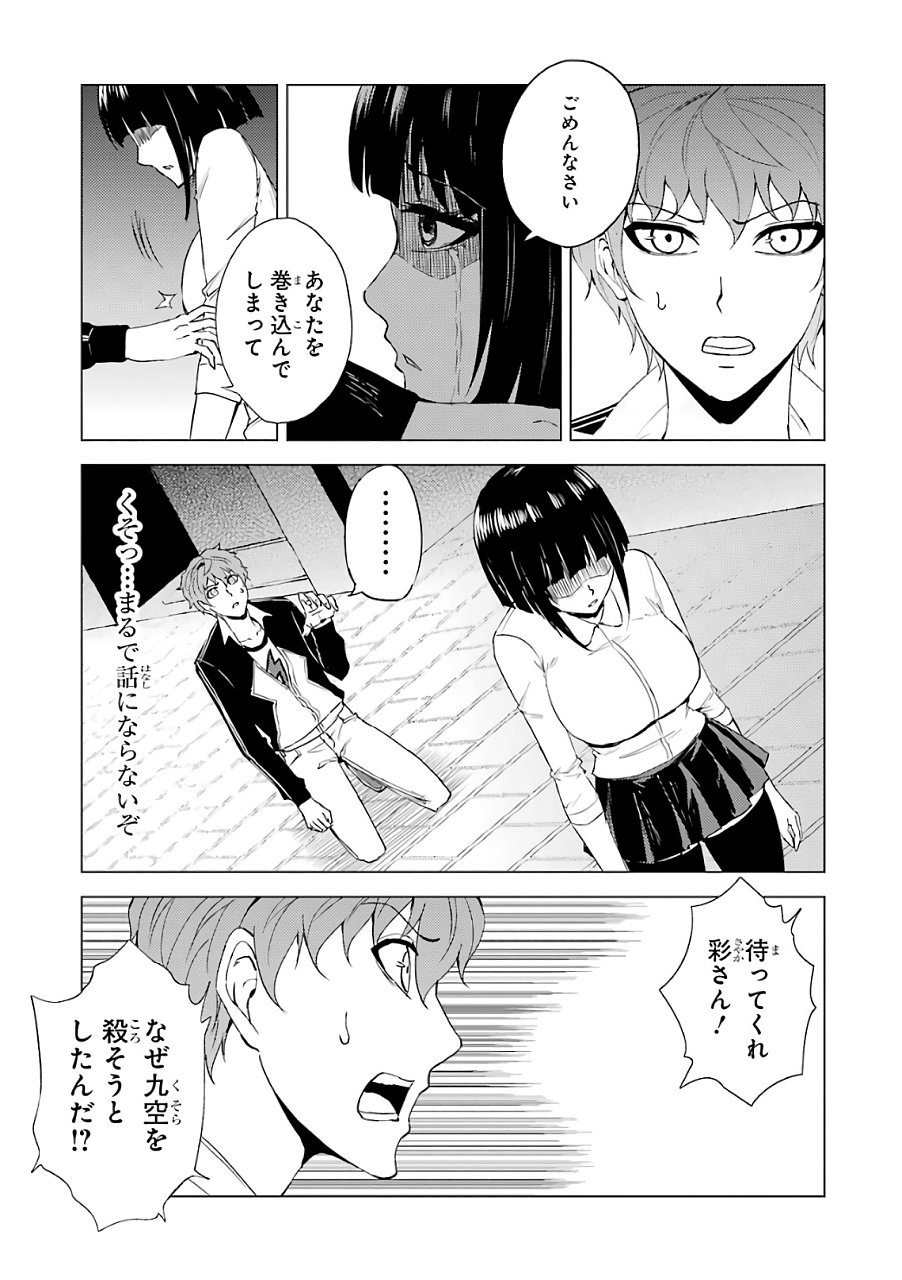 ごめんなさい
あなたを
巻き込んで
しまって
………
くそっ…まるで話にならないぞ
待ってくれ
彩さん！
なぜ九空を
殺そうと
したんだ!?